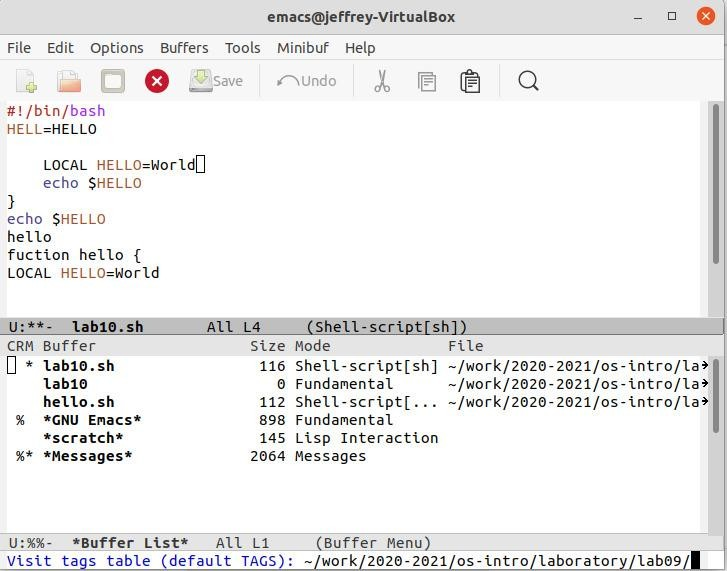 emacs@jeffrey-VirtualBox
File Edit Options Buffers Tools Minibuf Help
Save Undo
#!/bin/bash
HELL=HELLO
LOCAL HELLO=World
echo $HELLO
}
echo $HELLO
hello
fuction hello {
LOCAL HELLO=World
U:**- lab10.sh All L4 (Shell-script[sh])
CRM Buffer Size Mode File
* lab10.sh 116 Shell-script[sh] ~/work/2020-2021/os-intro/la
lab10 0 Fundamental ~/work/2020-2021/os-intro/la
hello.sh 112 Shell-script[... ~/work/2020-2021/os-intro/la
% *GNU Emacs* 898 Fundamental
*scratch* 145 Lisp Interaction
%* *Messages* 2064 Messages
U:%%- *Buffer List* All L1 (Buffer Menu)
Visit tags table (default TAGS): ~/work/2020-2021/os-intro/laboratory/lab09/